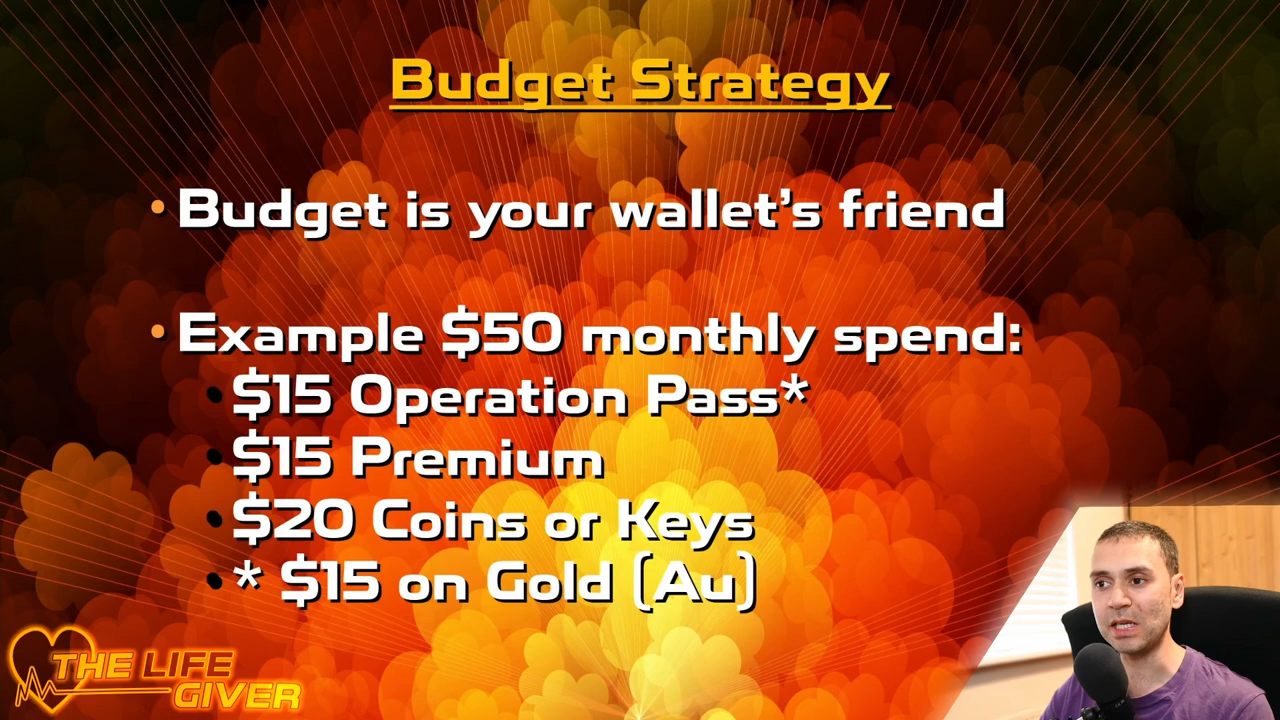 Budget Strategy
• Budget is your wallet's friend
• Example $50 monthly spend:
• $15 Operation Pass*
• $15 Premium
• $20 Coins or Keys
• * $15 on Gold (Au)
THE LIFE
GIVER